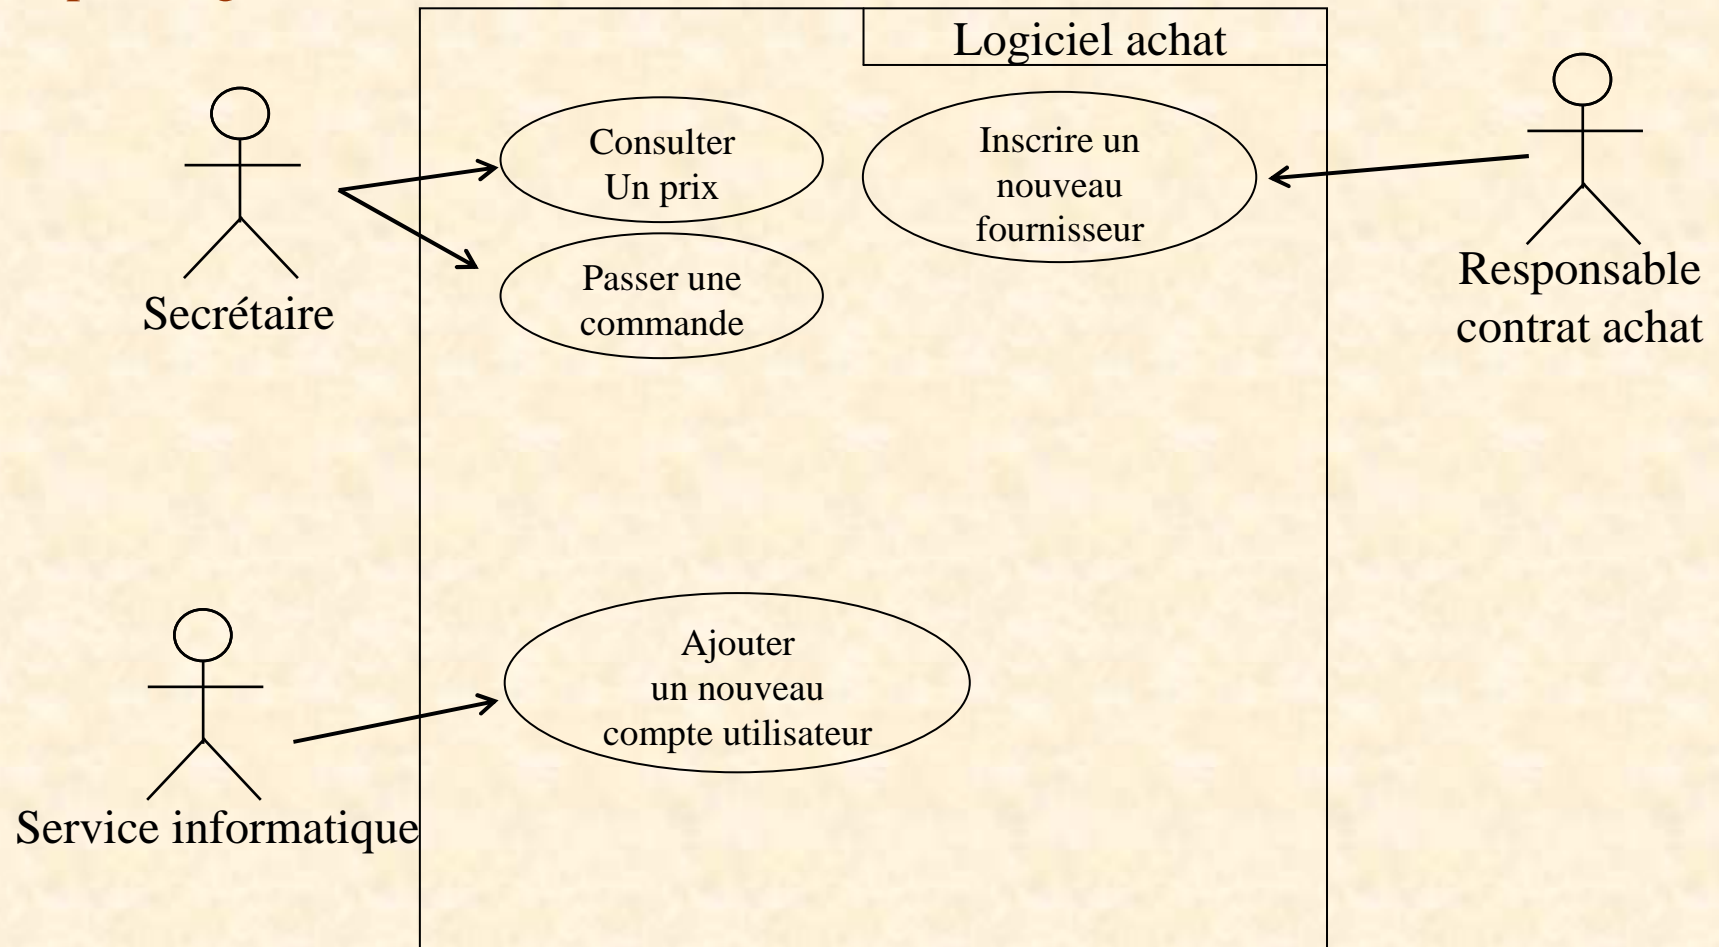 Logiciel achat
Consulter
Un prix
Inscrire un
nouveau
fournisseur
Passer une
commande
Secrétaire
Responsable
contrat achat
Ajouter
un nouveau
compte utilisateur
Service informatique